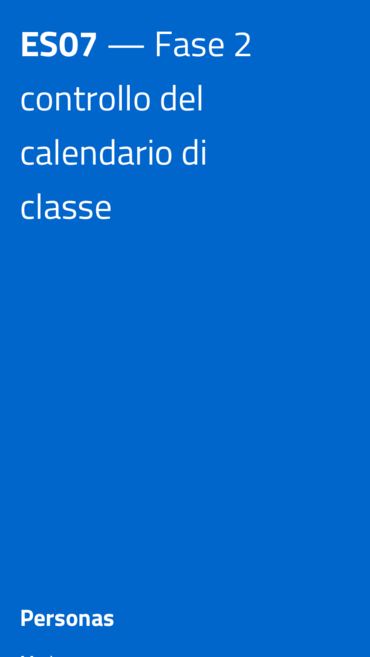 ES07 — Fase 2
controllo del
calendario di
classe
Personas